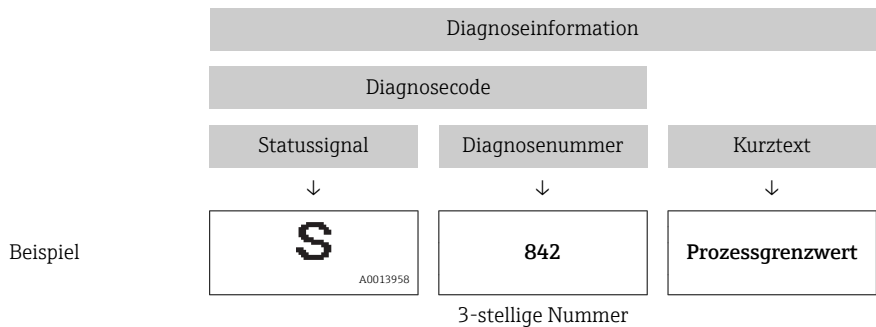 Diagnoseinformation
Diagnosecode
Statussignal Diagnosenummer Kurztext
↓ ↓ ↓
Beispiel S 842 Prozessgrenzwert
A0013958
3-stellige Nummer